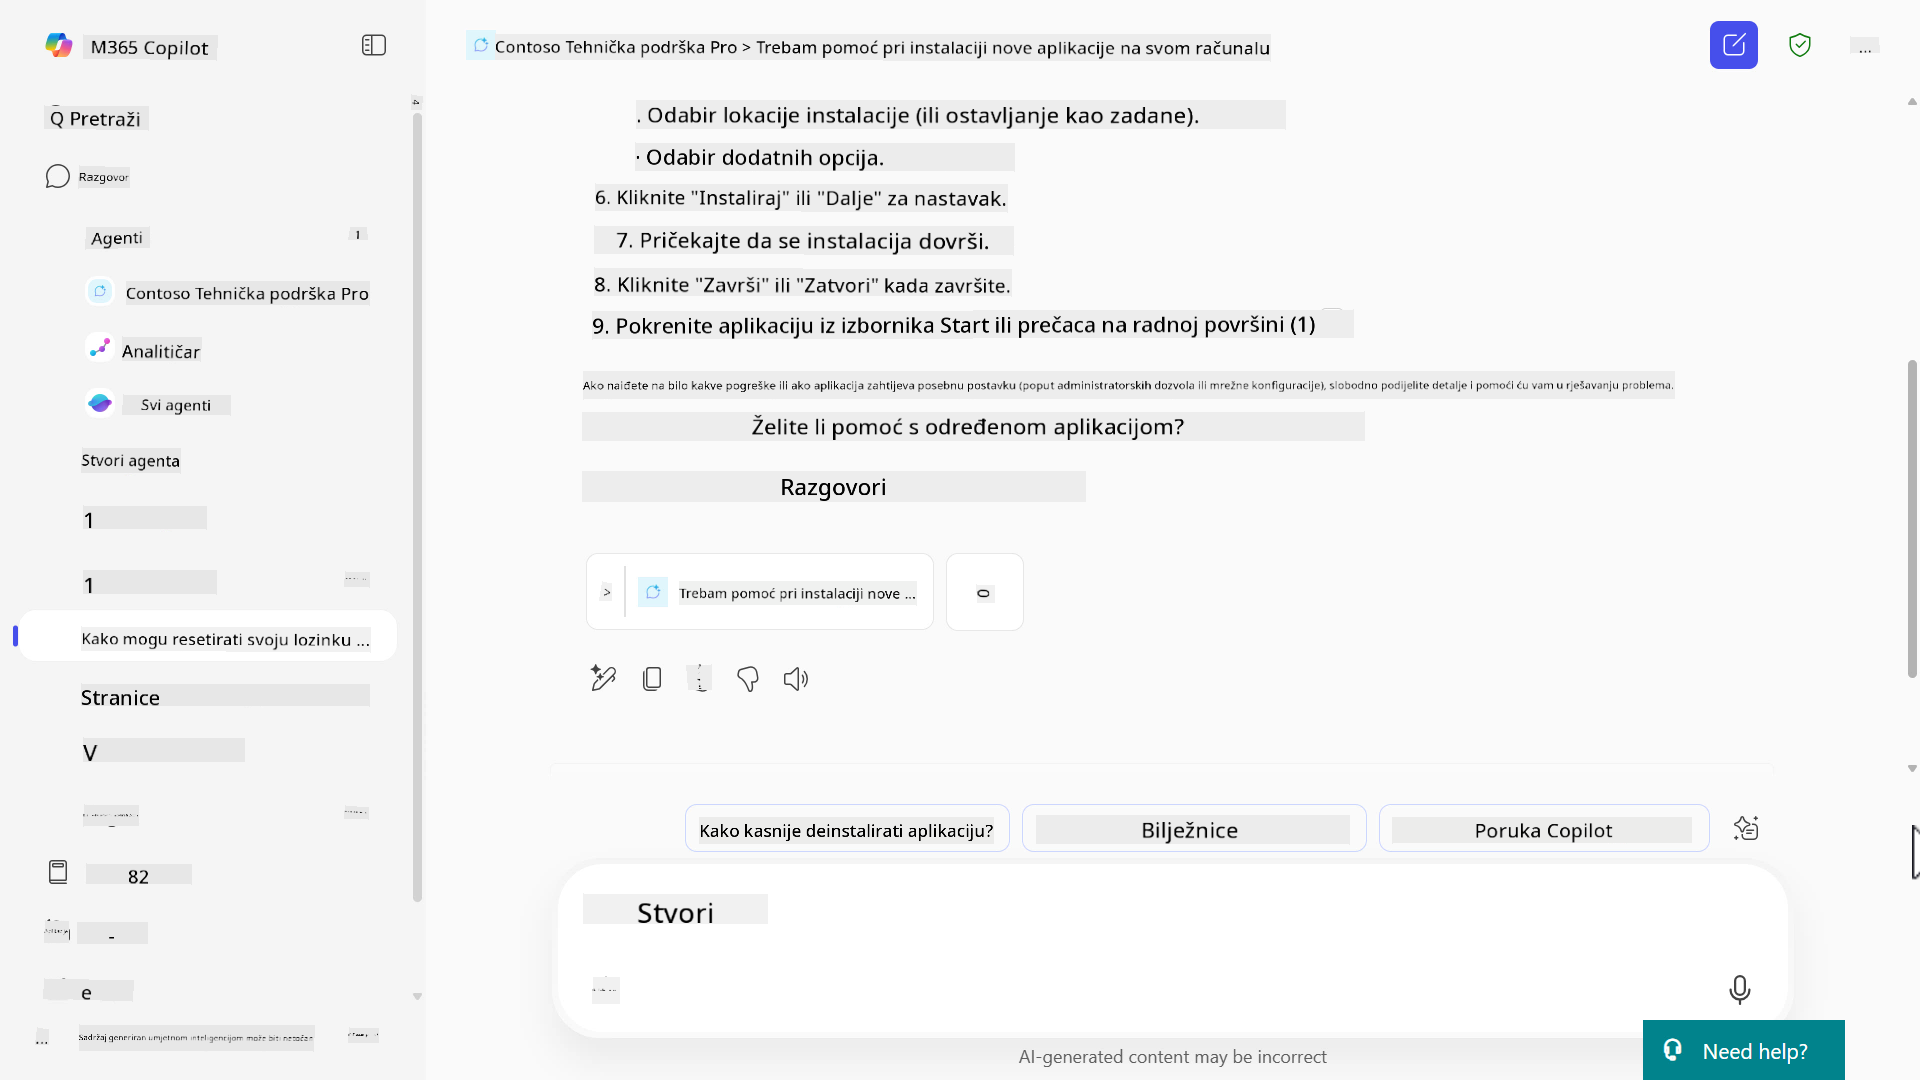 M365 Copilot
Q Pretraži
Razgovor
Agenti
1
Contoso Tehnička podrška Pro
Analitičar
Svi agenti
Stvori agenta
1
1
Kako mogu resetirati svoju lozinku ...
Stranice
V
82
-
e
...
Sadržaj generiran umjetnom inteligencijom može biti netočan
Contoso Tehnička podrška Pro > Trebam pomoć pri instalaciji nove aplikacije na svom računalu
...
. Odabir lokacije instalacije (ili ostavljanje kao zadane).
· Odabir dodatnih opcija.
6. Kliknite "Instaliraj" ili "Dalje" za nastavak.
7. Pričekajte da se instalacija dovrši.
8. Kliknite "Završi" ili "Zatvori" kada završite.
9. Pokrenite aplikaciju iz izbornika Start ili prečaca na radnoj površini (1)
Ako naiđete na bilo kakve pogreške ili ako aplikacija zahtijeva posebnu postavku (poput administratorskih dozvola ili mrežne konfiguracije), slobodno podijelite detalje i pomoći ću vam u rješavanju problema.
Želite li pomoć s određenom aplikacijom?
Razgovori
> Trebam pomoć pri instalaciji nove ...
0
Kako kasnije deinstalirati aplikaciju?
Bilježnice
Poruka Copilot
Stvori
AI-generated content may be incorrect
Need help?